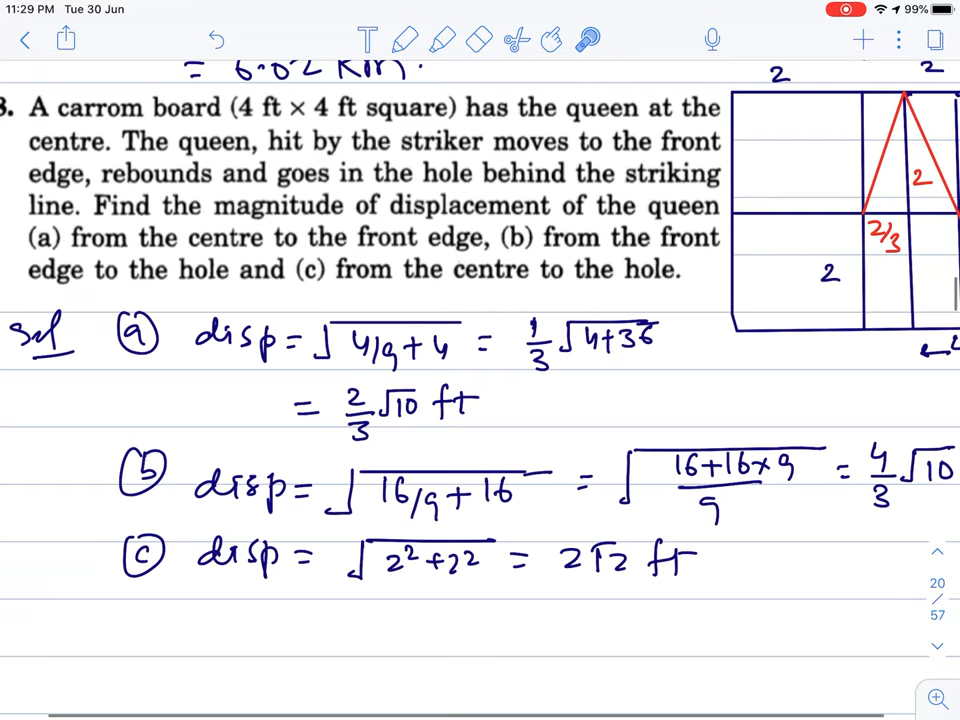 11:29 PM Tue 30 Jun
99%
= 6.02 Km.
2
2
3. A carrom board (4 ft × 4 ft square) has the queen at the
centre. The queen, hit by the striker moves to the front
edge, rebounds and goes in the hole behind the striking
line. Find the magnitude of displacement of the queen
(a) from the centre to the front edge, (b) from the front
edge to the hole and (c) from the centre to the hole.
2
2/3
2
Sol (a) disp = √4/9+4 = 1/3 √4+36
= 2/3 √10 ft
(b) disp = √16/9+16 = √(16+16×9)/9 = 4/3 √10
(c) disp = √2²+2² = 2√2 ft
20
/
57